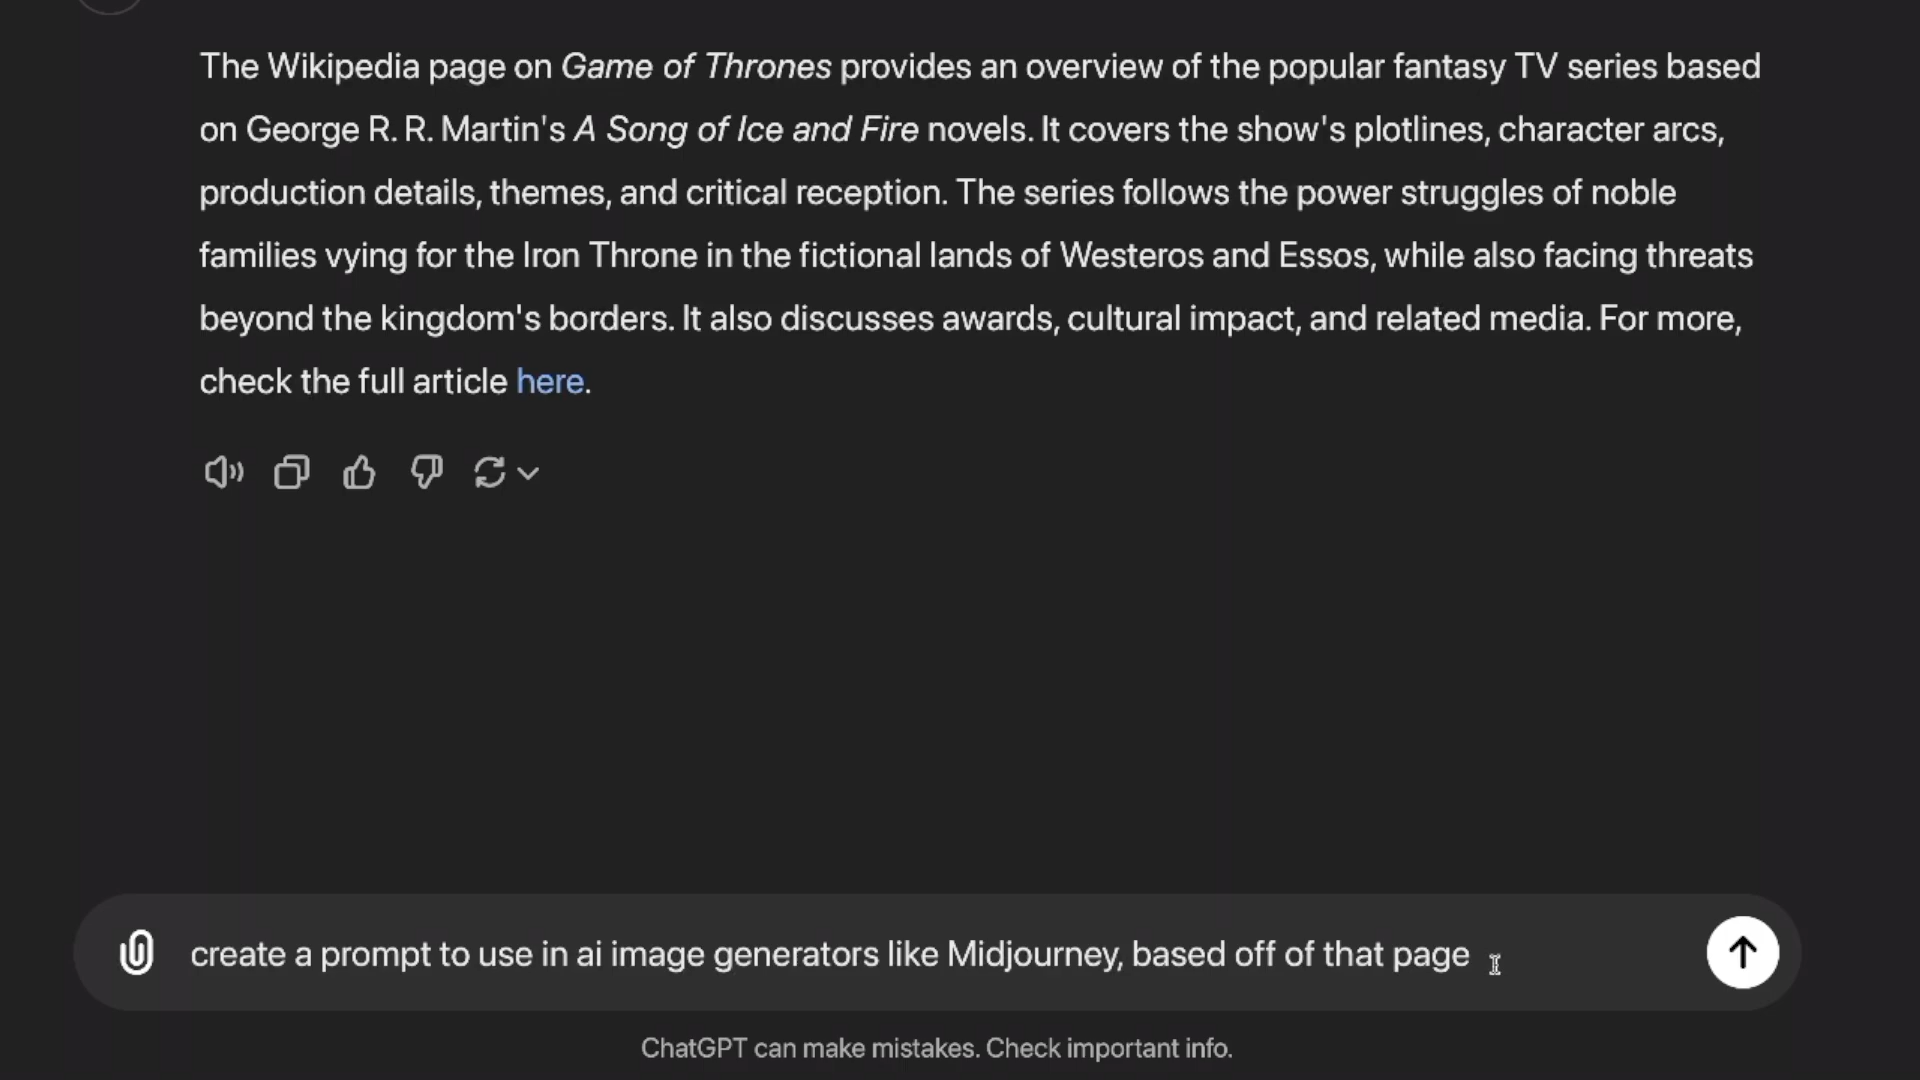 The Wikipedia page on Game of Thrones provides an overview of the popular fantasy TV series based
on George R. R. Martin's A Song of Ice and Fire novels. It covers the show's plotlines, character arcs,
production details, themes, and critical reception. The series follows the power struggles of noble
families vying for the Iron Throne in the fictional lands of Westeros and Essos, while also facing threats
beyond the kingdom's borders. It also discusses awards, cultural impact, and related media. For more,
check the full article here.
create a prompt to use in ai image generators like Midjourney, based off of that page
ChatGPT can make mistakes. Check important info.